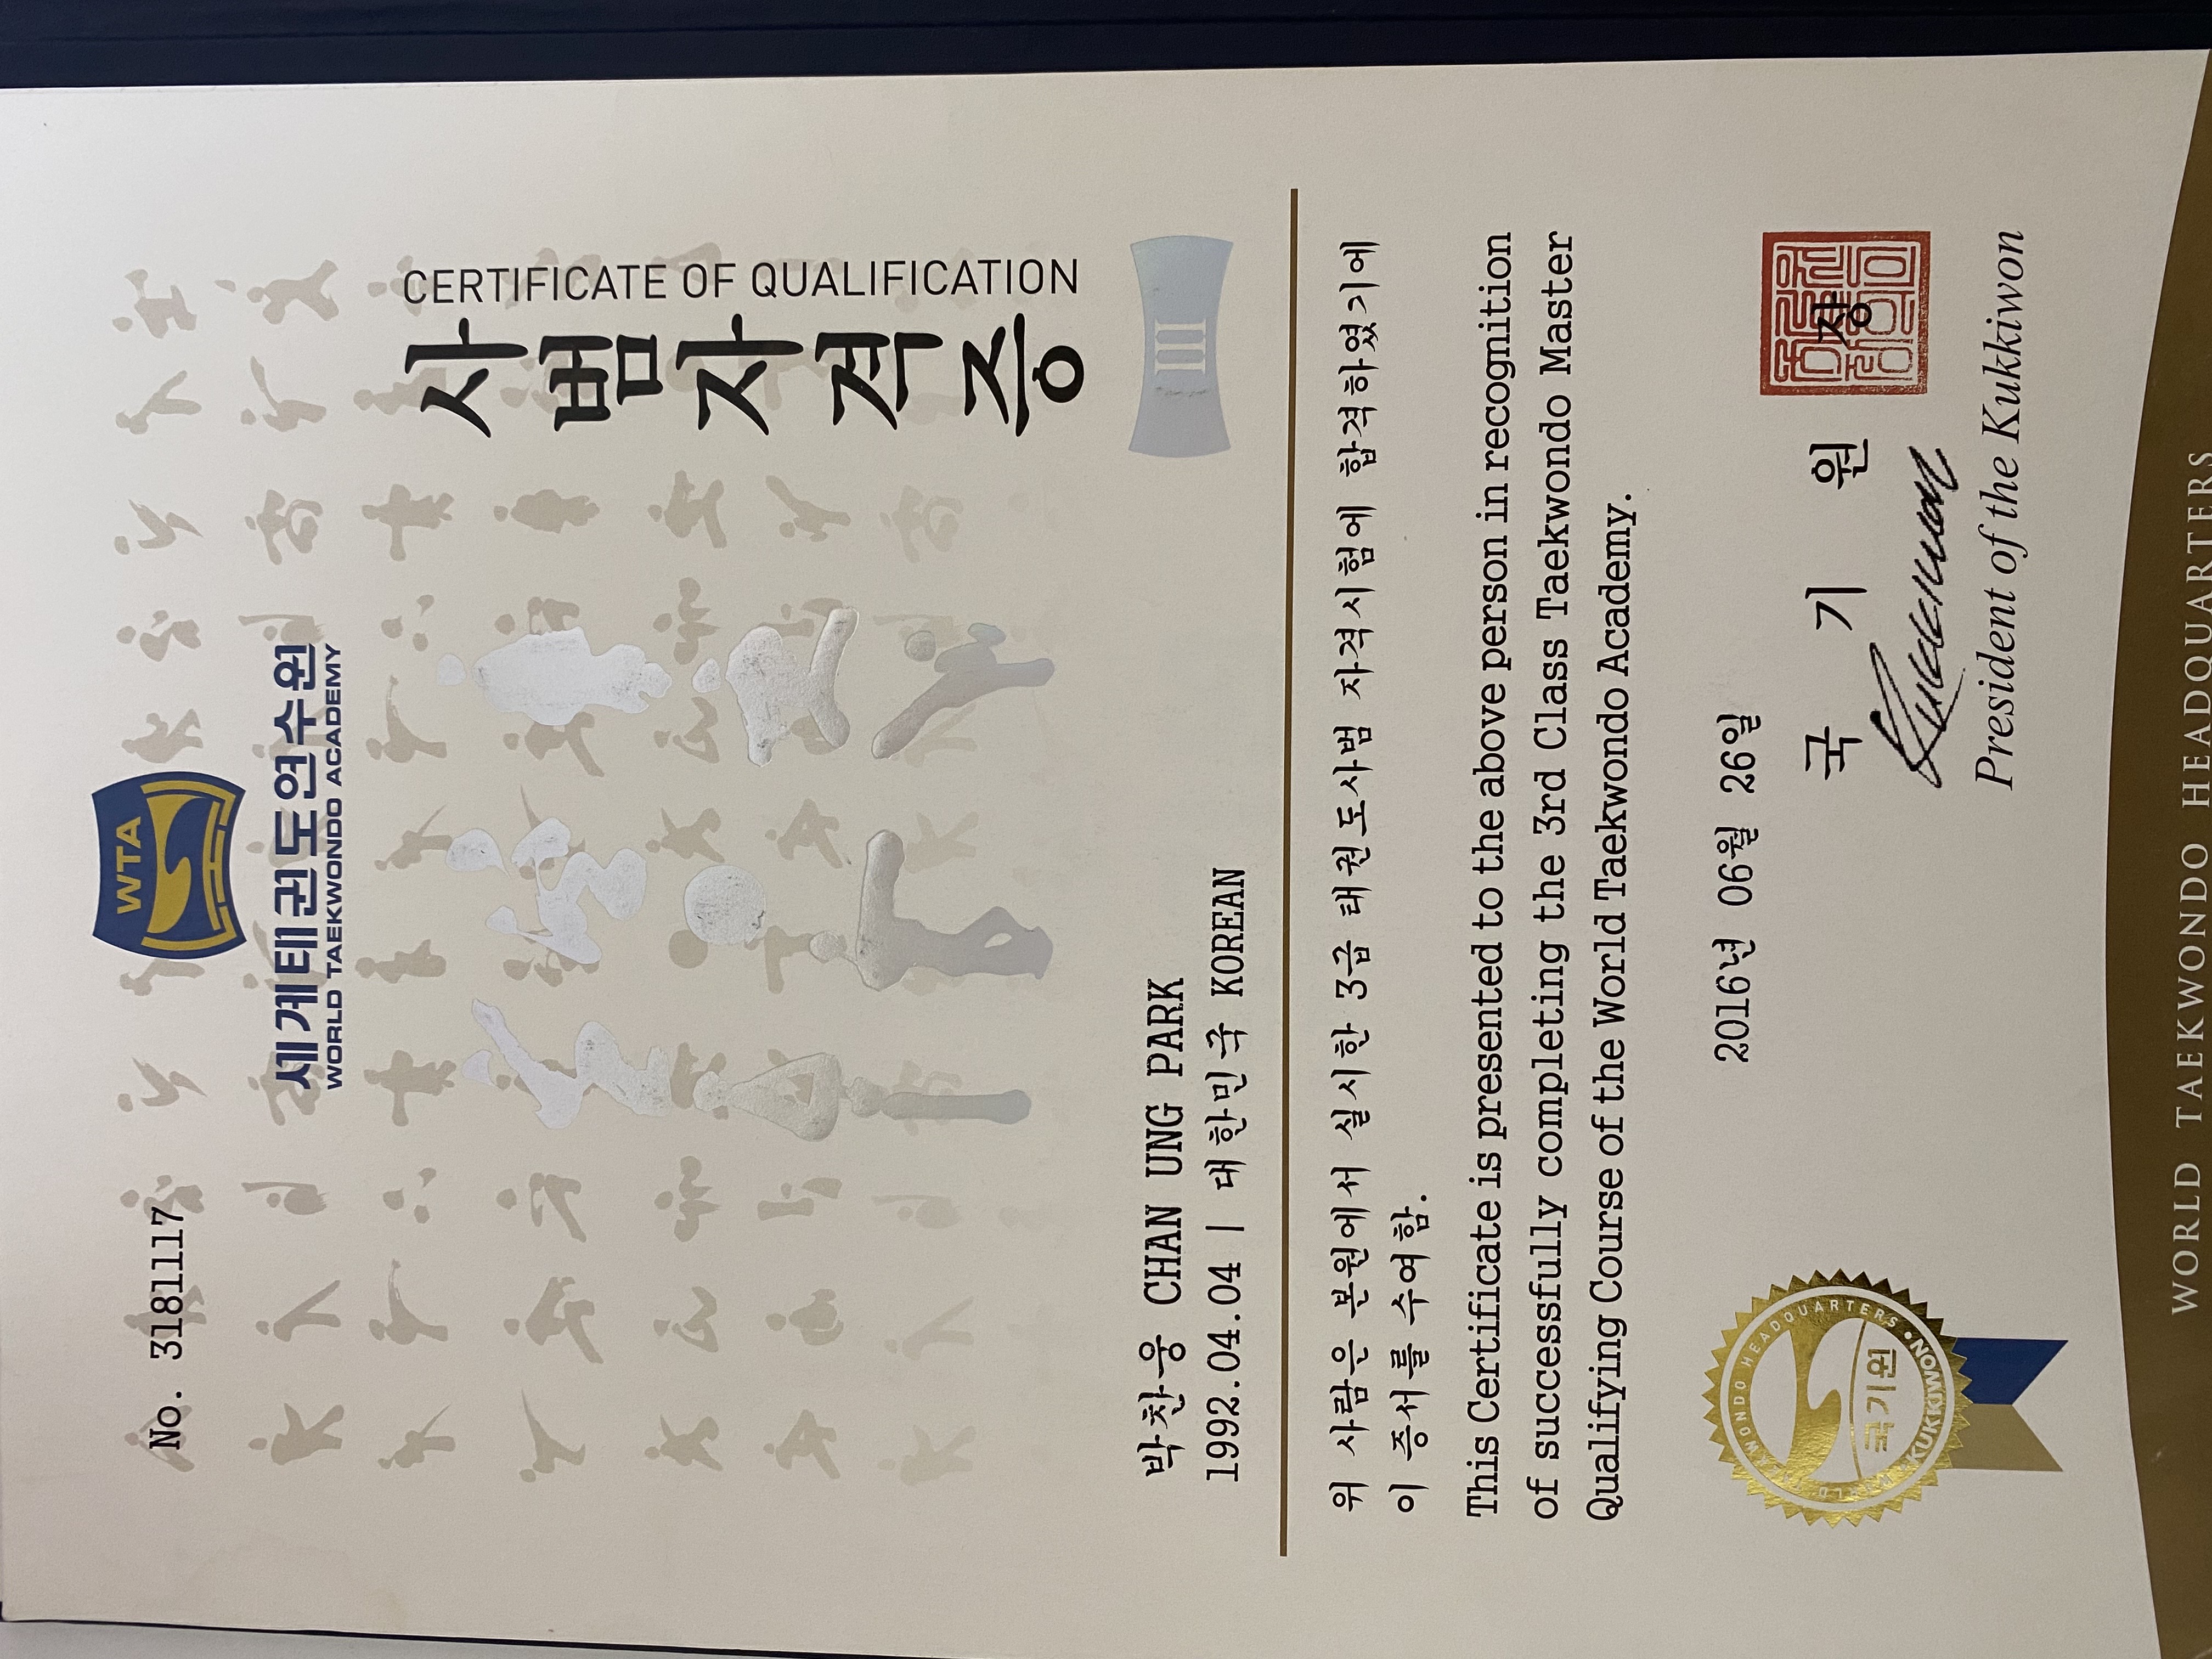 No. 31811117
WTA
세계태권도연수원
WORLD TAEKWONDO ACADEMY
사범자격증
CERTIFICATE OF QUALIFICATION
III
박찬웅 CHAN UNG PARK
1992.04.04 | 대한민국 KOREAN
위 사람은 본원에서 실시한 3급 태권도사범 자격시험에 합격하였기에
이 증서를 수여함.
This Certificate is presented to the above person in recognition
of successfully completing the 3rd Class Taekwondo Master
Qualifying Course of the World Taekwondo Academy.
2016년 06월 26일
국 기 원 장
President of the Kukkiwon
WORLD TAEKWONDO HEADQUARTERS • KUKKIWON •
국기원
WORLD TAEKWONDO HEADQUARTERS